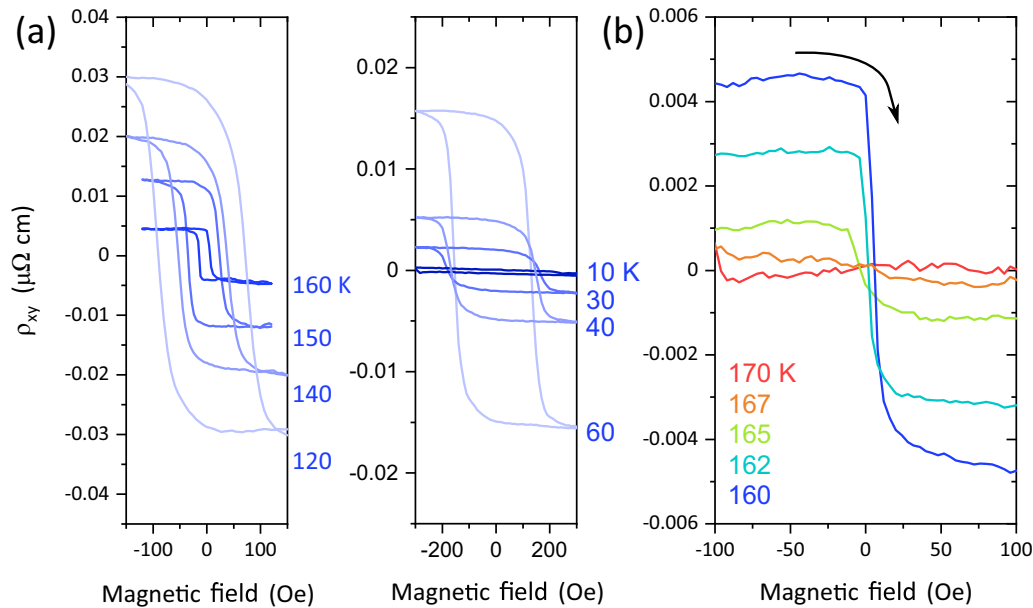 (a)
0.04
0.03
0.02
0.01
0
-0.01
-0.02
-0.03
-0.04
ρxy (μΩ cm)
-100 0 100
Magnetic field (Oe)
160 K
150
140
120
0.02
0.01
0
-0.01
-0.02
-200 0 200
Magnetic field (Oe)
10 K
30
40
60
(b)
0.006
0.004
0.002
0
-0.002
-0.004
-0.006
-100 -50 0 50 100
Magnetic field (Oe)
170 K
167
165
162
160